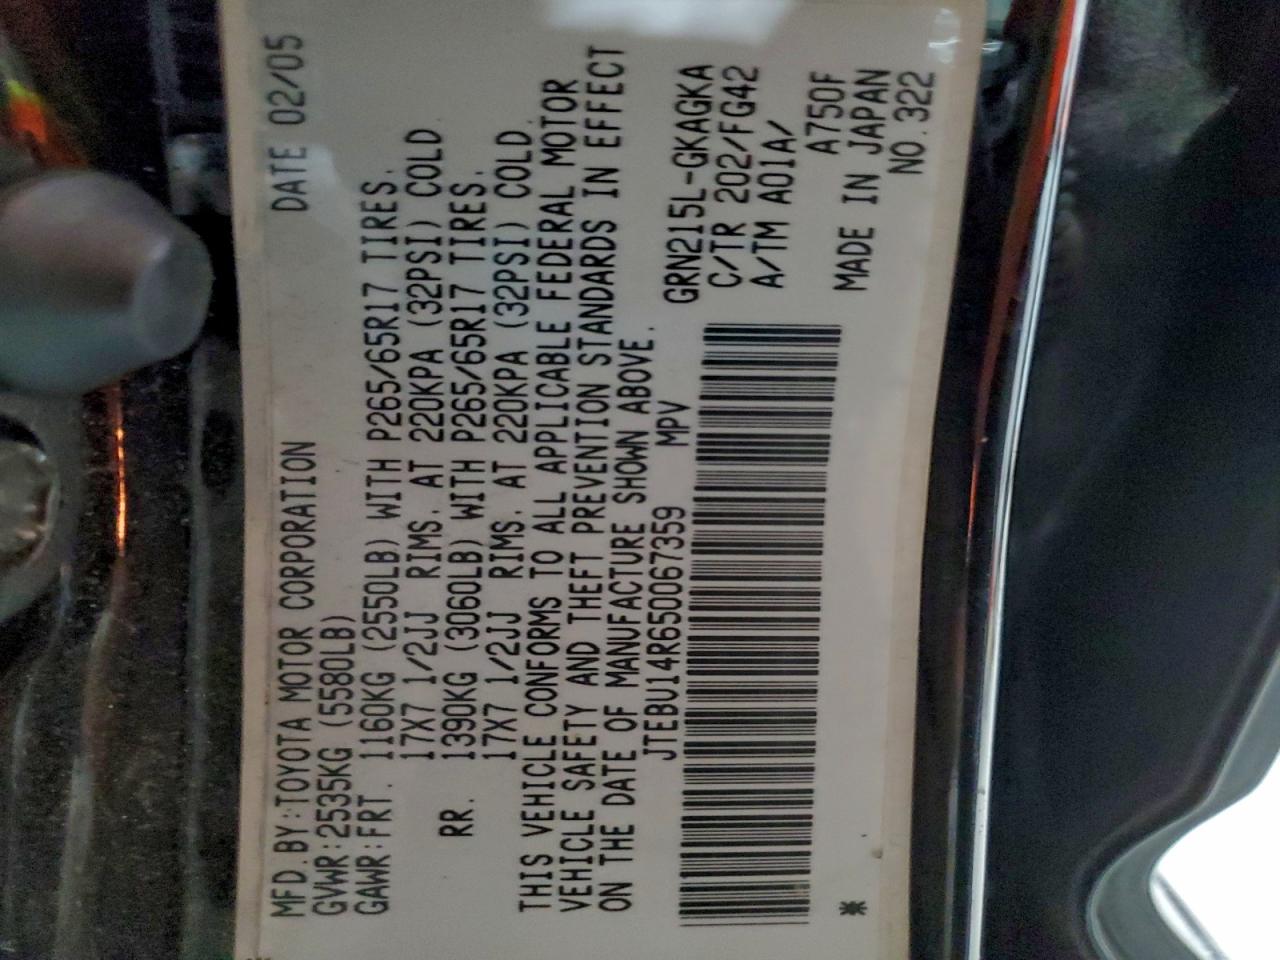 MFD.BY:TOYOTA MOTOR CORPORATION DATE 02/05
GVWR:2535KG (5580LB)
GAWR:FRT. 1160KG (2550LB) WITH P265/65R17 TIRES.
17X7 1/2JJ RIMS. AT 220KPA (32PSI) COLD
RR. 1390KG (3060LB) WITH P265/65R17 TIRES.
17X7 1/2JJ RIMS. AT 220KPA (32PSI) COLD.
THIS VEHICLE CONFORMS TO ALL APPLICABLE FEDERAL MOTOR
VEHICLE SAFETY AND THEFT PREVENTION STANDARDS IN EFFECT
ON THE DATE OF MANUFACTURE SHOWN ABOVE.
JTEBU14R650067359 MPV
GRN215L-GKAGKA
C/TR 202/FG42
A/TM A01A/
A750F
MADE IN JAPAN
NO.322